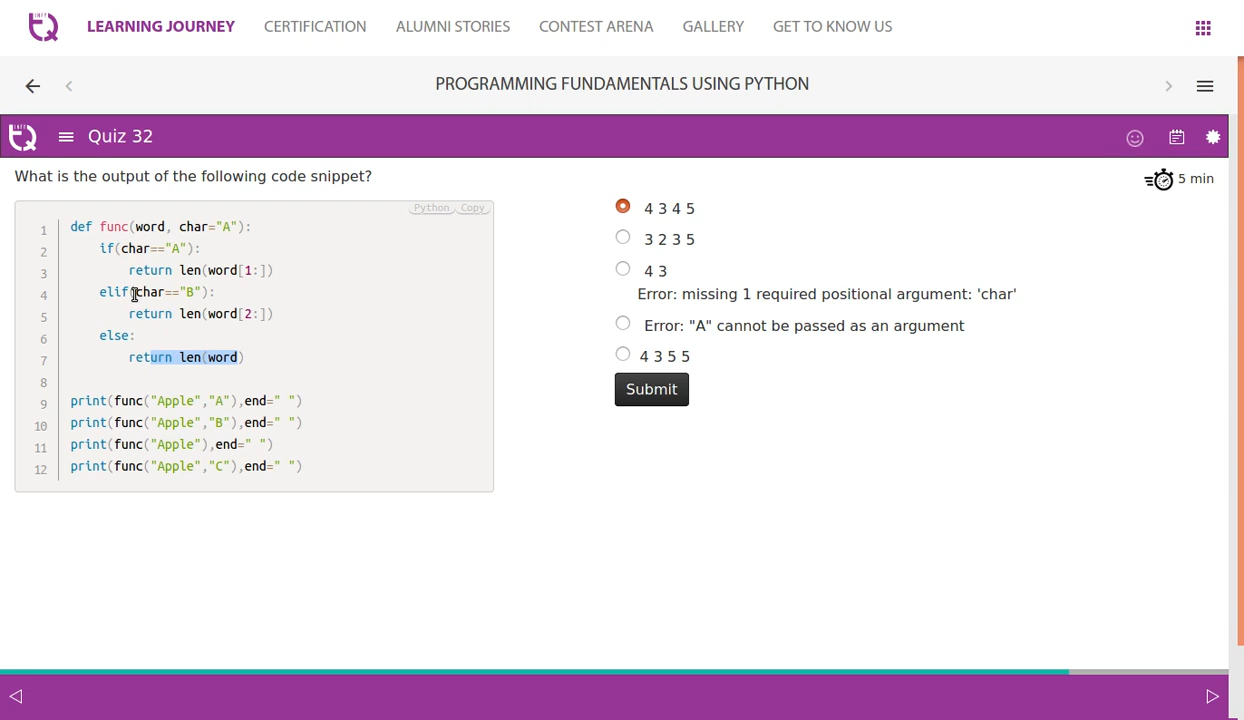 LEARNING JOURNEY CERTIFICATION ALUMNI STORIES CONTEST ARENA GALLERY GET TO KNOW US
PROGRAMMING FUNDAMENTALS USING PYTHON
Quiz 32
What is the output of the following code snippet?
5 min
Python Copy
1 def func(word, char="A"):
2     if(char=="A"):
3         return len(word[1:])
4     elif(char=="B"):
5         return len(word[2:])
6     else:
7         return len(word)
8
9 print(func("Apple","A"),end=" ")
10 print(func("Apple","B"),end=" ")
11 print(func("Apple"),end=" ")
12 print(func("Apple","C"),end=" ")
4 3 4 5
3 2 3 5
4 3
Error: missing 1 required positional argument: 'char'
Error: "A" cannot be passed as an argument
4 3 5 5
Submit